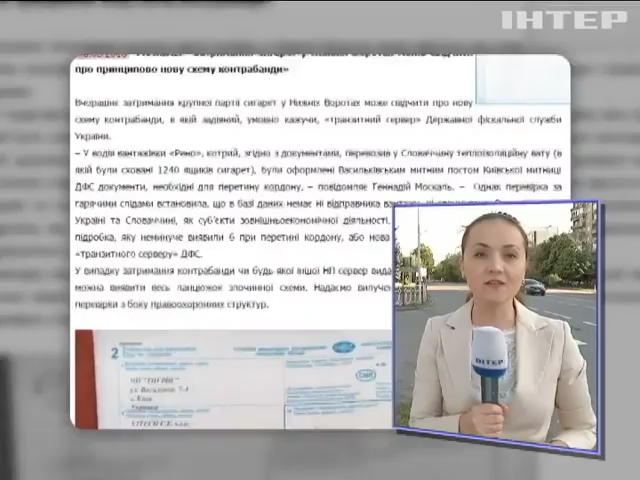 ІНТЕР
про принципово нову схему контрабанди»
Вчорашнє затримання крупної партії сигарет у Нижніх Воротах може свідчити про нову
схему контрабанди, в якій задіяний, умовно кажучи, «транзитний сервер» Державної фіскальної служби
України.
– У водія вантажівки «Рено», котрий, згідно з документами, перевозив у Словаччину теплоізоляційну вату (в
якій були сховані 1240 ящиків сигарет), були оформлені Васильківським митним постом Київської митниці
ДФС документи, необхідні для перетину кордону, – повідомляє Геннадій Москаль. – Однак перевірка за
гарячими слідами встановила, що в базі даних немає ні відправника
Україні та Словаччині, як суб'єкти зовнішньоекономічної діяльності.
підробка, яку неминуче виявили б при перетині кордону, або нова
«транзитного серверу» ДФС.
У випадку затримання контрабанди чи будь-якої іншої НП сервер вида
можна виявити весь ланцюжок злочинної схеми. Надаємо вилучен
перевірки з боку правоохоронних структур.
2
ІНТЕР